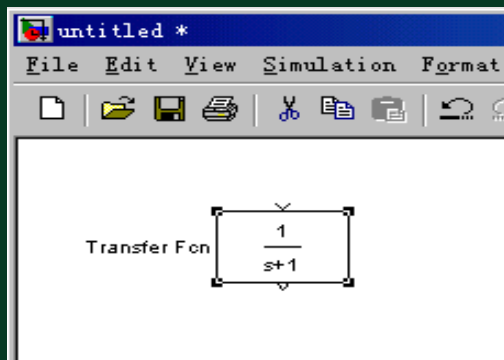 untitled *
File Edit View Simulation Format
Transfer Fcn
1
s+1